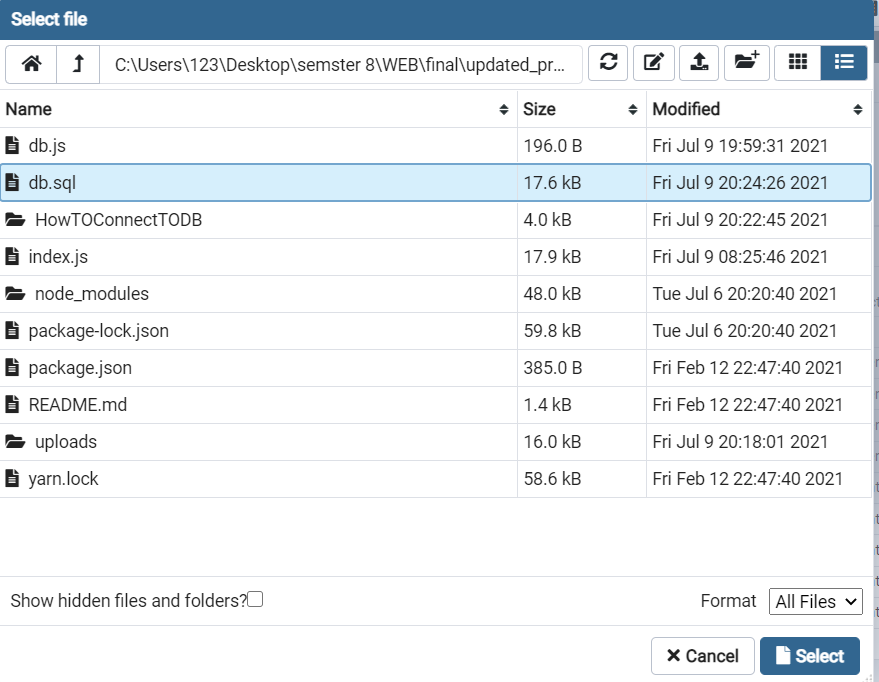 Select file
C:\Users\123\Desktop\semster 8\WEB\final\updated_pr...
Name Size Modified
db.js 196.0 B Fri Jul 9 19:59:31 2021
db.sql 17.6 kB Fri Jul 9 20:24:26 2021
HowTOConnectTODB 4.0 kB Fri Jul 9 20:22:45 2021
index.js 17.9 kB Fri Jul 9 08:25:46 2021
node_modules 48.0 kB Tue Jul 6 20:20:40 2021
package-lock.json 59.8 kB Tue Jul 6 20:20:40 2021
package.json 385.0 B Fri Feb 12 22:47:40 2021
README.md 1.4 kB Fri Feb 12 22:47:40 2021
uploads 16.0 kB Fri Jul 9 20:18:01 2021
yarn.lock 58.6 kB Fri Feb 12 22:47:40 2021
Show hidden files and folders? Format All Files
Cancel Select